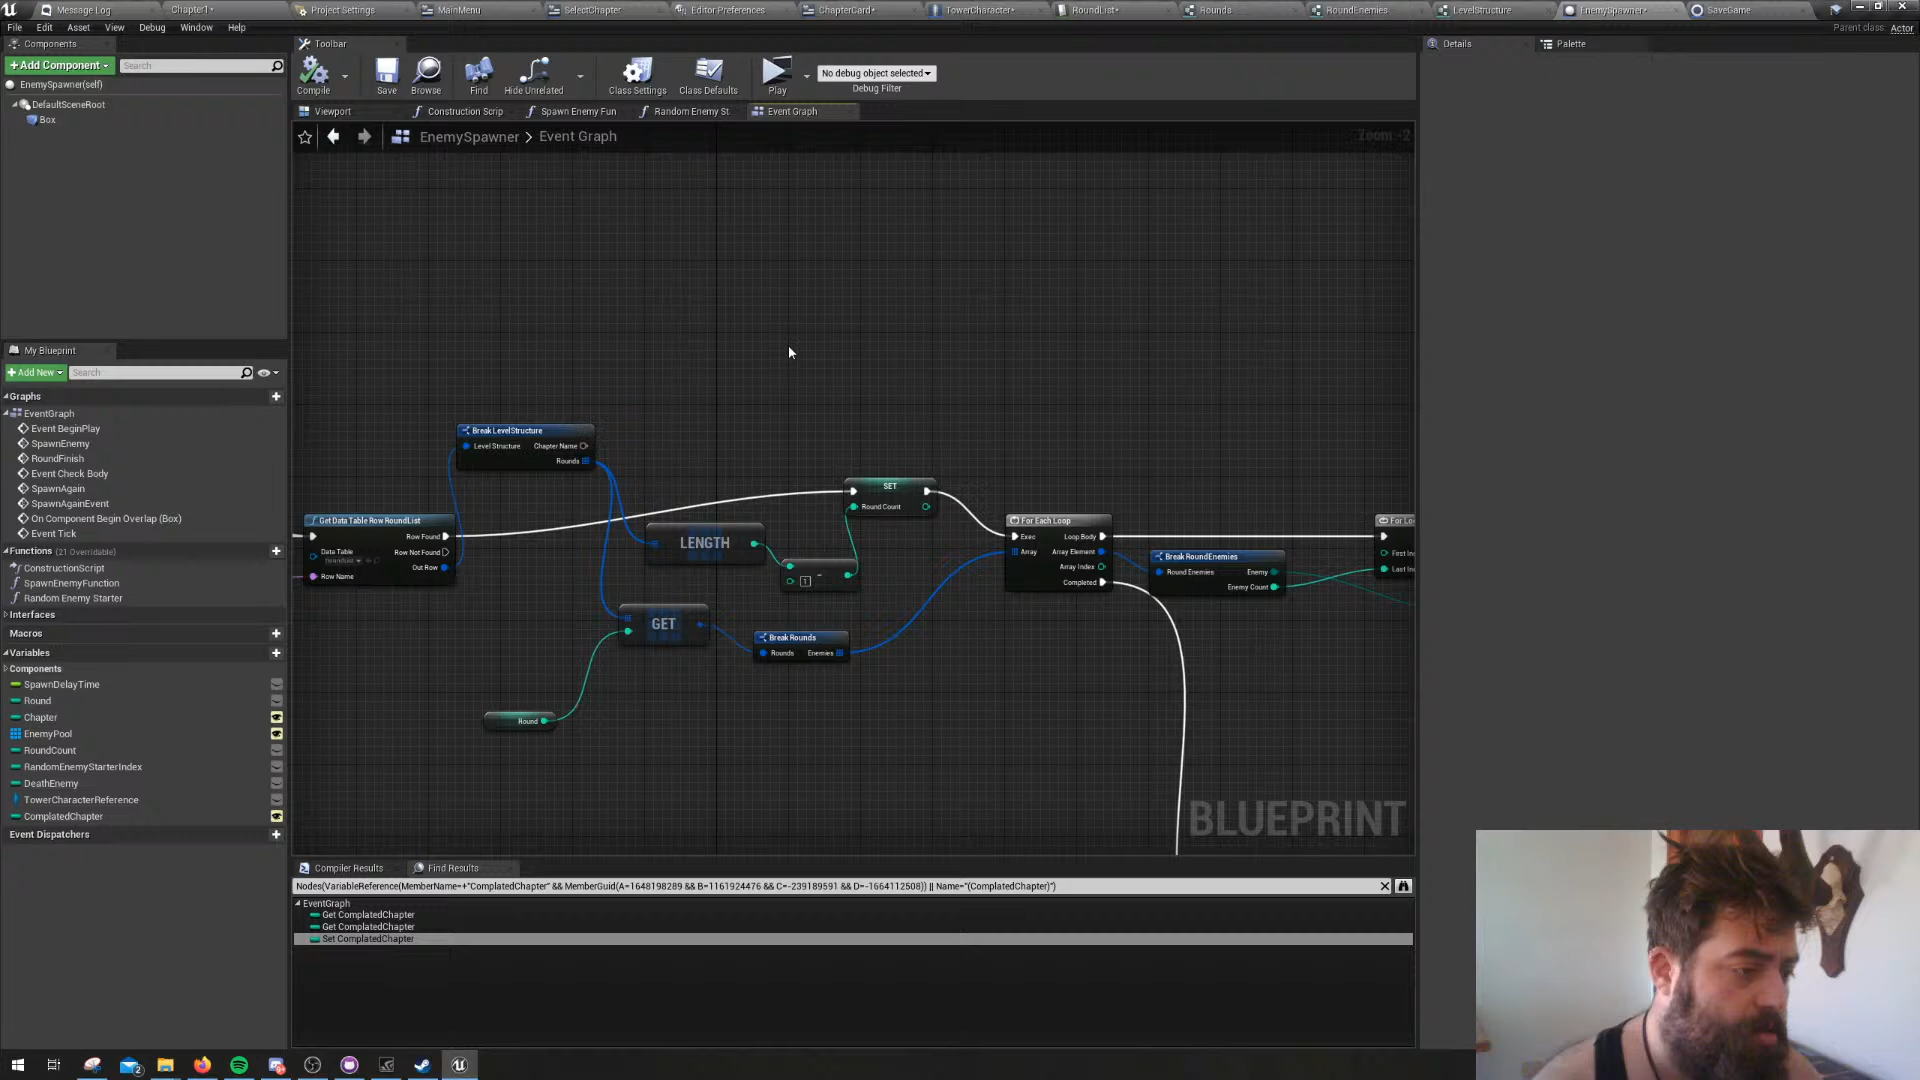 Message Log
Chapter1•
Project Settings
MainMenu
SelectChapter
Editor Preferences
ChapterCard•
TowerCharacter•
RoundList•
Rounds
RoundEnemies
LevelStructure
EnemySpawner•
SaveGame
File Edit Asset View Debug Window Help
Parent class: Actor
Components
Toolbar
Details
Palette
+Add Component
Search
EnemySpawner(self)
DefaultSceneRoot
Box
Compile
Save
Browse
Find
Hide Unrelated
Class Settings
Class Defaults
Play
No debug object selected
Debug Filter
Viewport
Construction Scrip
Spawn Enemy Fun
Random Enemy St
Event Graph
EnemySpawner > Event Graph
Zoom -2
My Blueprint
+Add New
Search
Graphs
EventGraph
Event BeginPlay
SpawnEnemy
RoundFinish
Event Check Body
SpawnAgain
SpawnAgainEvent
On Component Begin Overlap (Box)
Event Tick
Functions (21 Overridable)
ConstructionScript
SpawnEnemyFunction
Random Enemy Starter
Interfaces
Macros
Variables
Components
SpawnDelayTime
Round
Chapter
EnemyPool
RoundCount
RandomEnemyStarterIndex
DeathEnemy
TowerCharacterReference
ComplatedChapter
Event Dispatchers
Break LevelStructure
Level Structure Chapter Name
Rounds
Get Data Table Row RoundList
Row Found
Data Table Row Not Found
RoundList
Out Row
Row Name
LENGTH
- 1
SET
Round Count
GET
Round
Break Rounds
Rounds Enemies
For Each Loop
Exec Loop Body
Array Array Element
Array Index
Completed
Break RoundEnemies
Round Enemies Enemy
Enemy Count
For Lo
First In
Last In
BLUEPRINT
Compiler Results
Find Results
Nodes(VariableReference(MemberName=+"ComplatedChapter" && MemberGuid(A=1648198289 && B=1161924476 && C=-239189591 && D=-1664112508)) || Name="(ComplatedChapter)")
EventGraph
Get ComplatedChapter
Get ComplatedChapter
Set ComplatedChapter